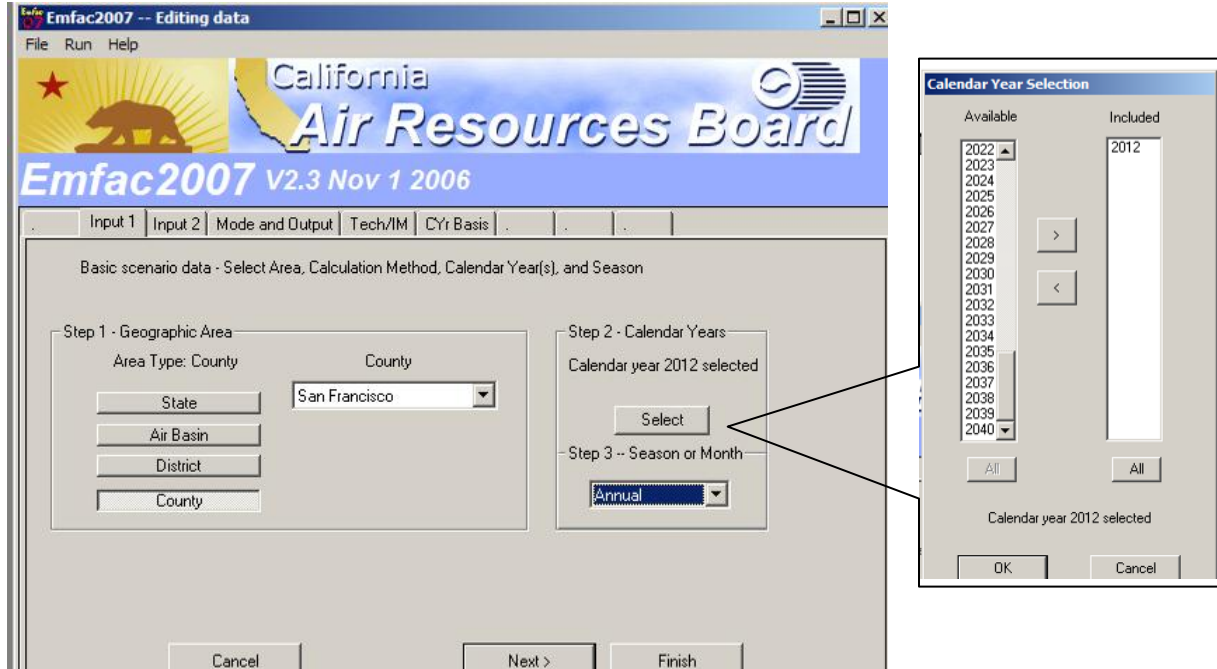 Emfac2007 -- Editing data
File Run Help
California
Air Resources Board
Emfac2007 V2.3 Nov 1 2006
. Input 1 Input 2 Mode and Output Tech/IM CYr Basis . . .
Basic scenario data - Select Area, Calculation Method, Calendar Year(s), and Season
Step 1 - Geographic Area
Area Type: County
County
State
Air Basin
District
County
San Francisco
Step 2 - Calendar Years
Calendar year 2012 selected
Select
Step 3 -- Season or Month
Annual
Cancel
Next >
Finish
Calendar Year Selection
Available
2022
2023
2024
2025
2026
2027
2028
2029
2030
2031
2032
2033
2034
2035
2036
2037
2038
2039
2040
All
>
<
Included
2012
All
Calendar year 2012 selected
OK
Cancel